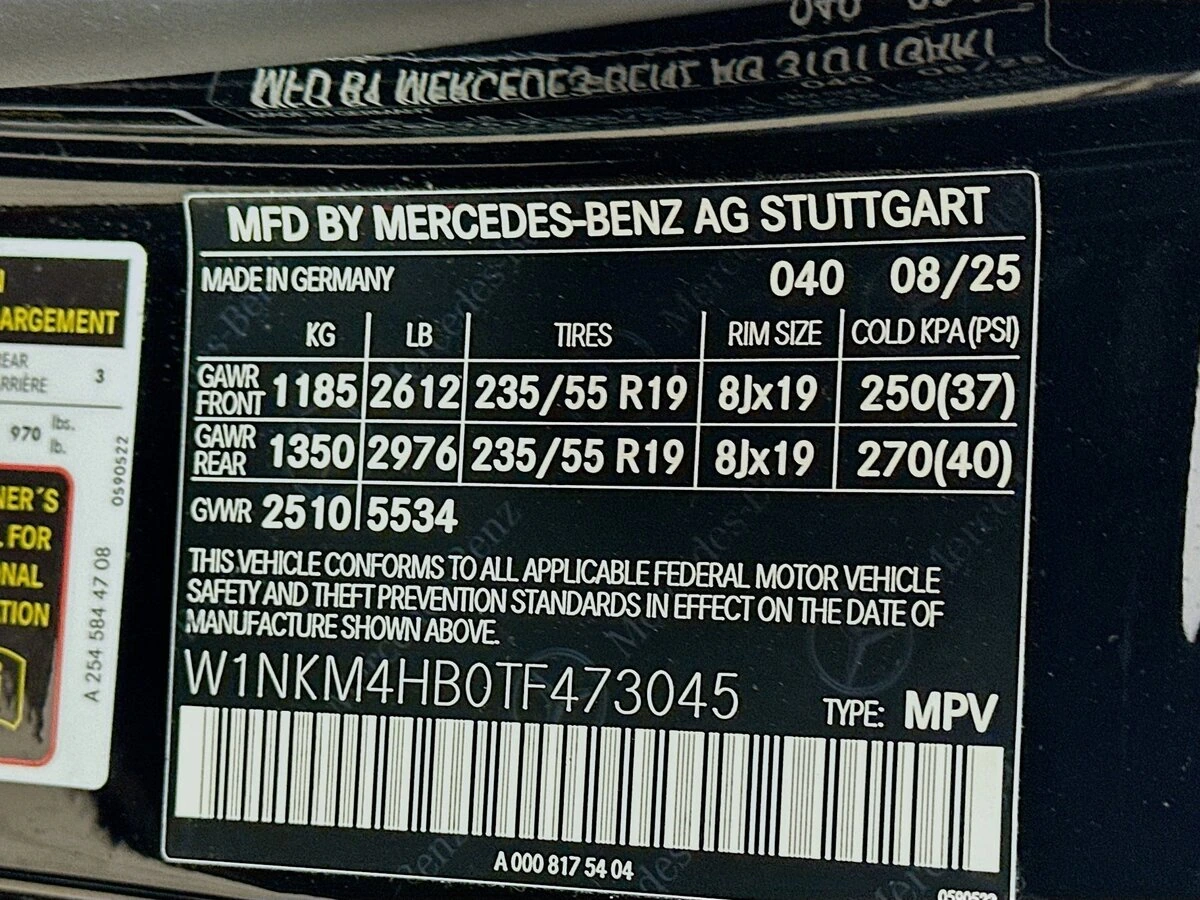 MFD BY MERCEDES-BENZ AG STUTTGART
MADE IN GERMANY 040 08/25
KG LB TIRES RIM SIZE COLD KPA (PSI)
GAWR FRONT 1185 2612 235/55 R19 8Jx19 250(37)
GAWR REAR 1350 2976 235/55 R19 8Jx19 270(40)
GVWR 2510 5534
THIS VEHICLE CONFORMS TO ALL APPLICABLE FEDERAL MOTOR VEHICLE
SAFETY AND THEFT PREVENTION STANDARDS IN EFFECT ON THE DATE OF
MANUFACTURE SHOWN ABOVE.
W1NKM4HB0TF473045 TYPE: MPV
A 000 817 54 04
3
970 lbs.
lb.
FOR
0590522
A 254 584 47 08